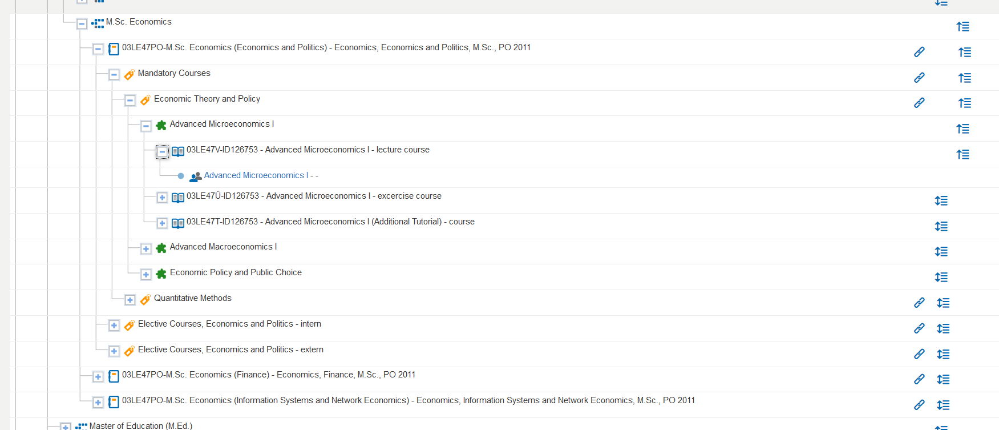 M.Sc. Economics
03LE47PO-M.Sc. Economics (Economics and Politics) - Economics, Economics and Politics, M.Sc., PO 2011
Mandatory Courses
Economic Theory and Policy
Advanced Microeconomics I
03LE47V-ID126753 - Advanced Microeconomics I - lecture course
Advanced Microeconomics I - -
03LE47Ü-ID126753 - Advanced Microeconomics I - excercise course
03LE47T-ID126753 - Advanced Microeconomics I (Additional Tutorial) - course
Advanced Macroeconomics I
Economic Policy and Public Choice
Quantitative Methods
Elective Courses, Economics and Politics - intern
Elective Courses, Economics and Politics - extern
03LE47PO-M.Sc. Economics (Finance) - Economics, Finance, M.Sc., PO 2011
03LE47PO-M.Sc. Economics (Information Systems and Network Economics) - Economics, Information Systems and Network Economics, M.Sc., PO 2011
Master of Education (M.Ed.)